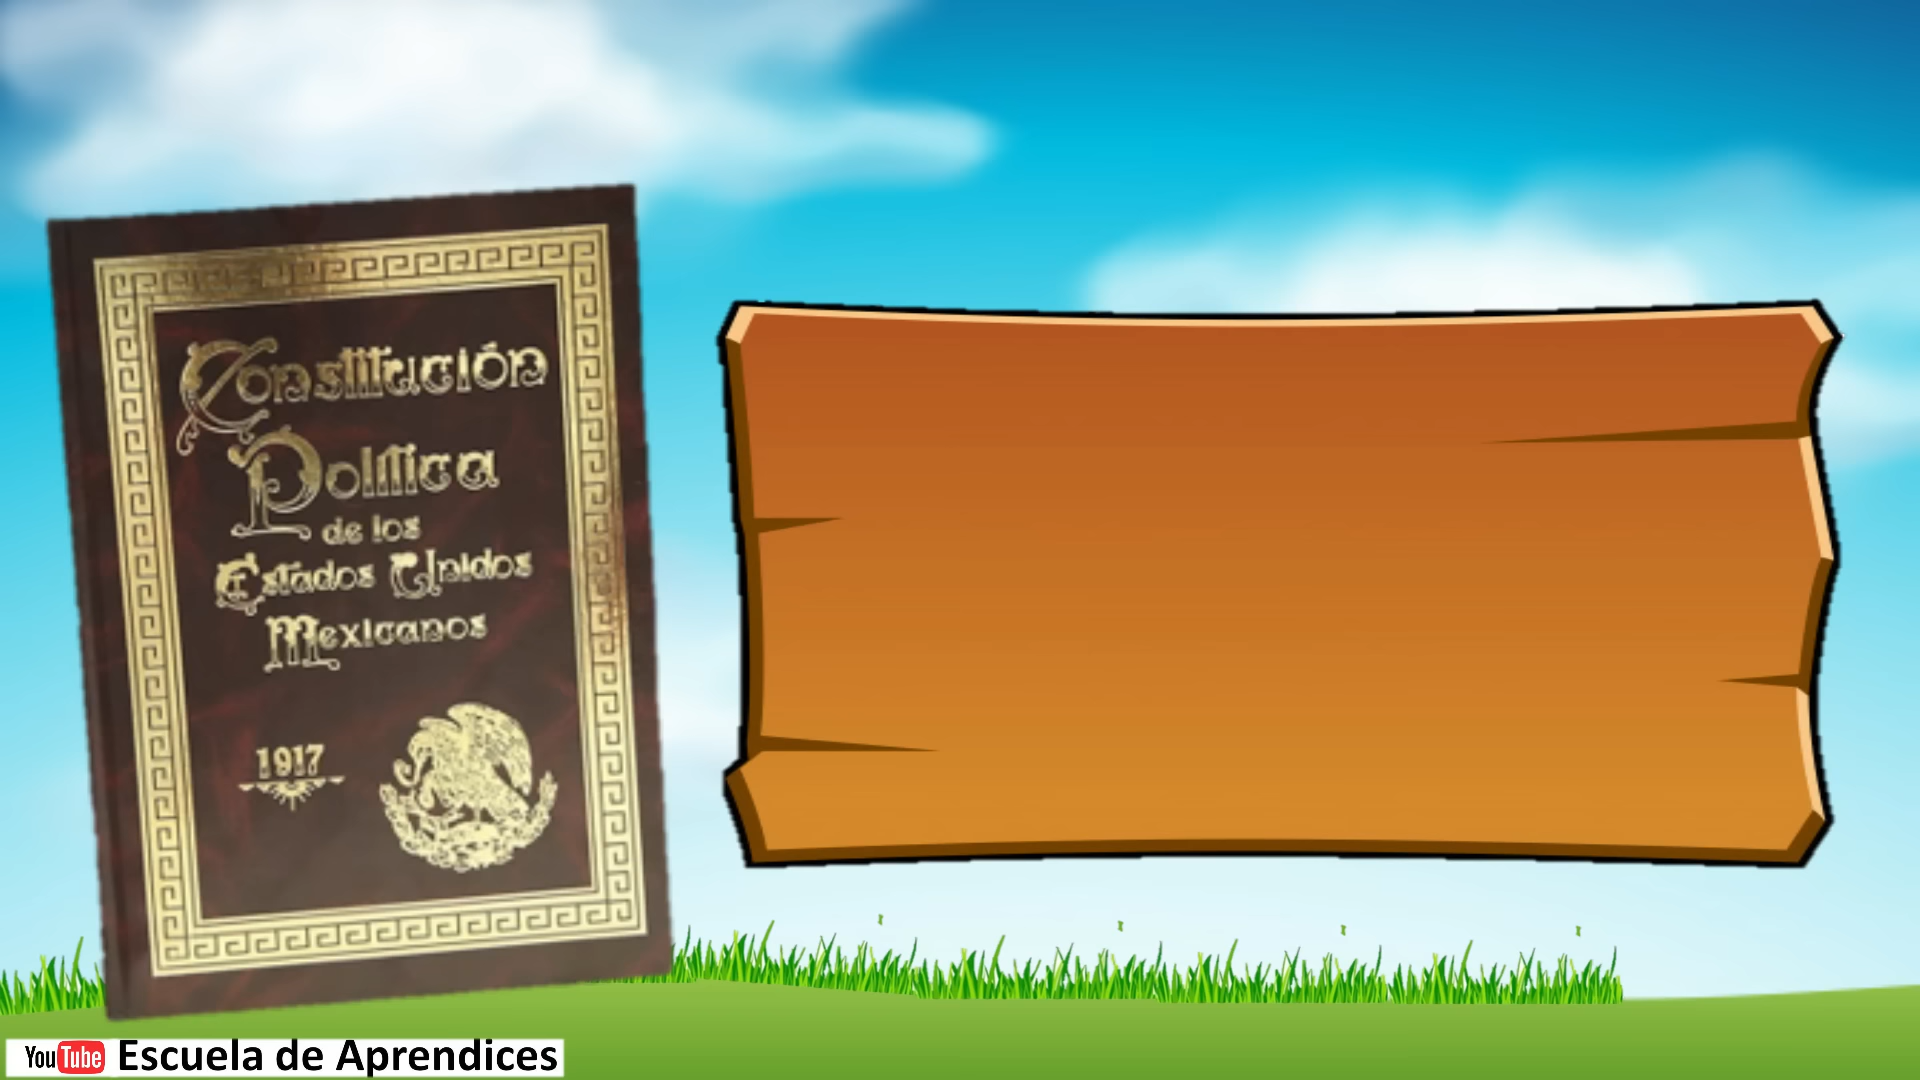 Constitución
Política
de los
Estados Unidos
Mexicanos
1917
YouTube Escuela de Aprendices